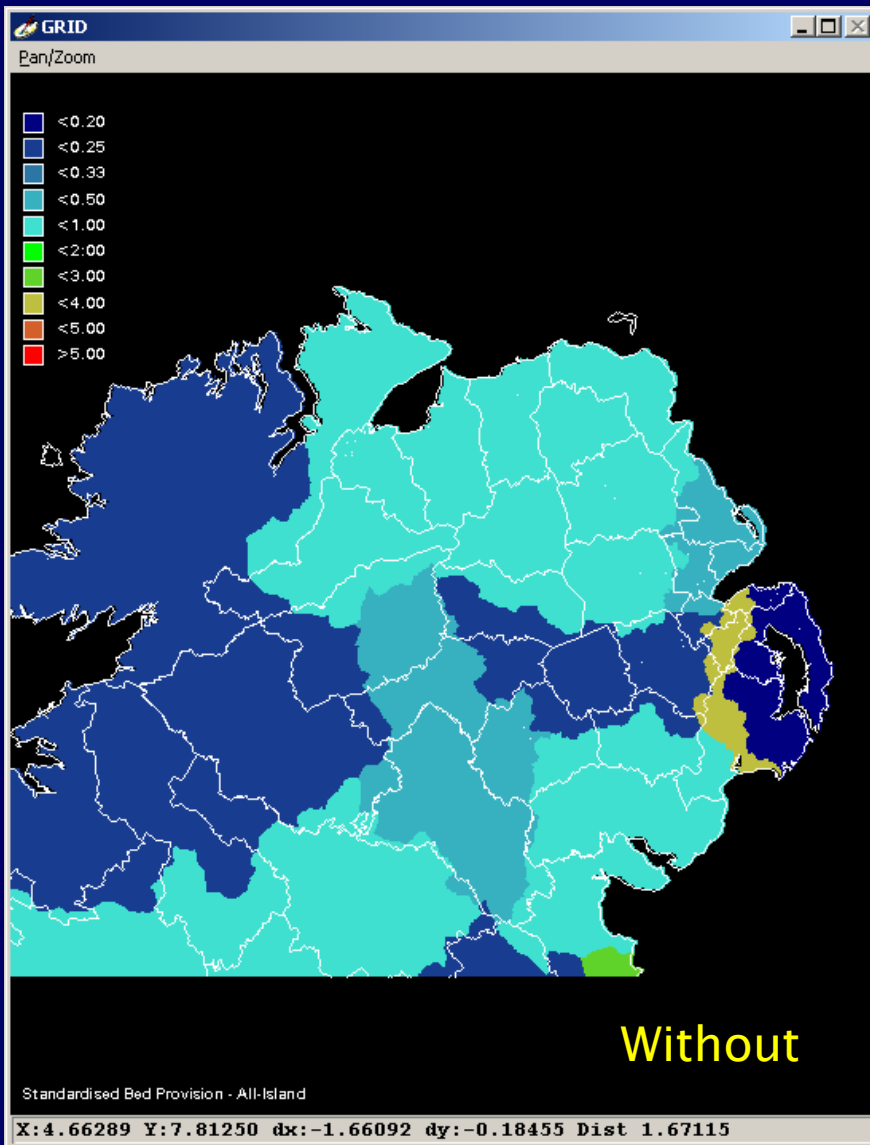 GRID
Pan/Zoom
<0.20
<0.25
<0.33
<0.50
<1.00
<2:00
<3.00
<4.00
<5.00
>5.00
Without
Standardised Bed Provision - All-Island
X:4.66289 Y:7.81250 dx:-1.66092 dy:-0.18455 Dist 1.67115